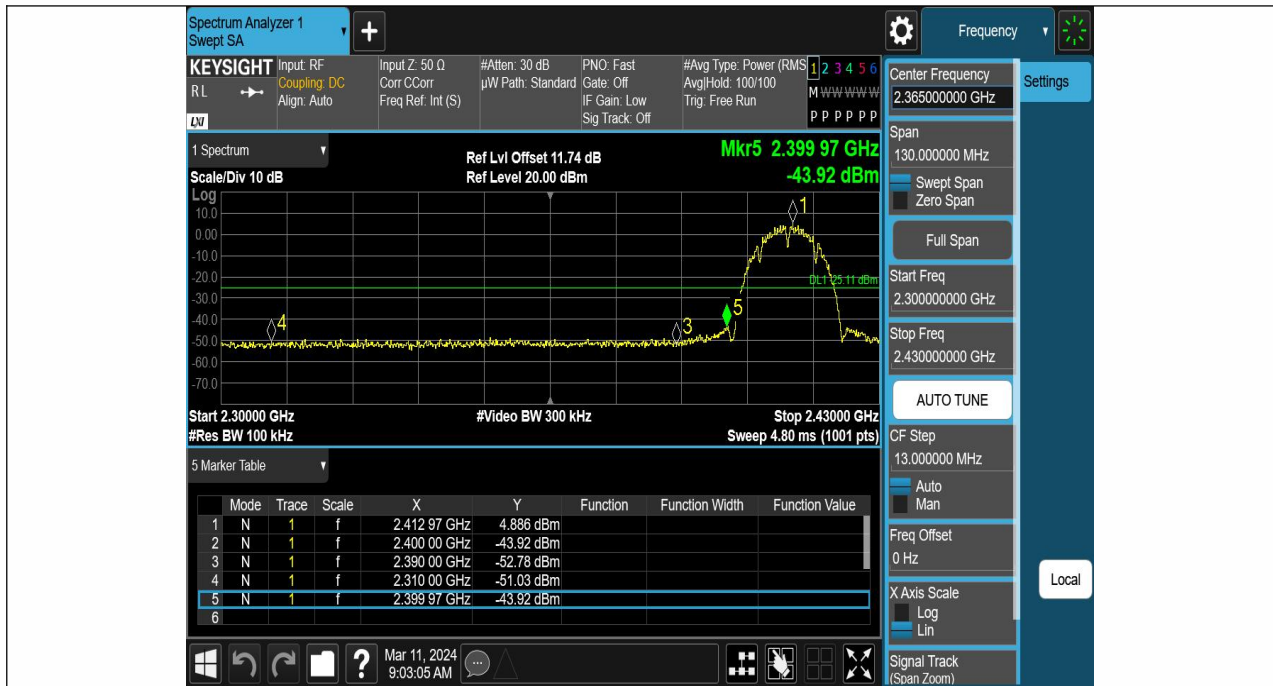 Spectrum Analyzer 1
Swept SA
+
Frequency
KEYSIGHT
RL
LXI
Input: RF
Coupling: DC
Align: Auto
Input Z: 50 Ω
Corr CCorr
Freq Ref: Int (S)
#Atten: 30 dB
µW Path: Standard
PNO: Fast
Gate: Off
IF Gain: Low
Sig Track: Off
#Avg Type: Power (RMS
Avg|Hold: 100/100
Trig: Free Run
1 2 3 4 5 6
M W W W W W
P P P P P P
1 Spectrum
Scale/Div 10 dB
Ref Lvl Offset 11.74 dB
Ref Level 20.00 dBm
Mkr5 2.399 97 GHz
-43.92 dBm
Log
10.0
0.00
-10.0
-20.0
-30.0
-40.0
-50.0
-60.0
-70.0
1
DL1 -25.11 dBm
5
4
3
Start 2.30000 GHz
#Video BW 300 kHz
Stop 2.43000 GHz
#Res BW 100 kHz
Sweep 4.80 ms (1001 pts)
5 Marker Table
Mode Trace Scale X Y Function Function Width Function Value
1 N 1 f 2.412 97 GHz 4.886 dBm
2 N 1 f 2.400 00 GHz -43.92 dBm
3 N 1 f 2.390 00 GHz -52.78 dBm
4 N 1 f 2.310 00 GHz -51.03 dBm
5 N 1 f 2.399 97 GHz -43.92 dBm
6
?
Mar 11, 2024
9:03:05 AM
Center Frequency
2.365000000 GHz
Settings
Span
130.000000 MHz
Swept Span
Zero Span
Full Span
Start Freq
2.300000000 GHz
Stop Freq
2.430000000 GHz
AUTO TUNE
CF Step
13.000000 MHz
Auto
Man
Freq Offset
0 Hz
Local
X Axis Scale
Log
Lin
Signal Track
(Span Zoom)